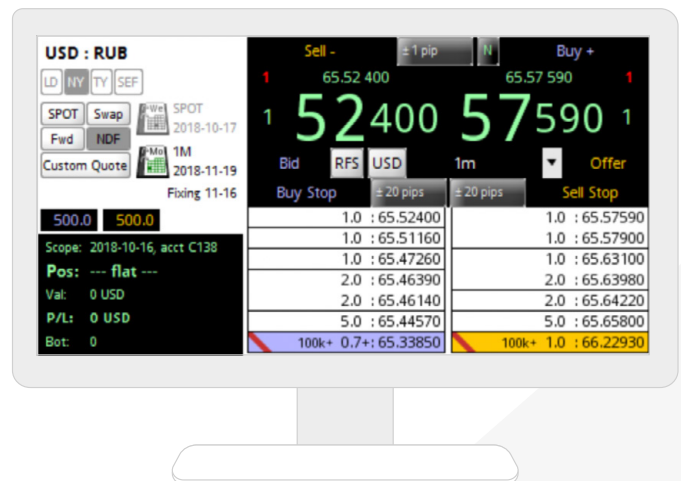 USD : RUB
LD NY TY SEF
SPOT Swap We SPOT
2018-10-17
Fwd NDF
Custom Quote Mo 1M
2018-11-19
Fixing 11-16
500.0 500.0
Scope: 2018-10-16, acct C138
Pos: --- flat ---
Val: 0 USD
P/L: 0 USD
Bot: 0
Sell - ± 1 pip N Buy +
1 65.52 400 65.57 590 1
1 52400 57590 1
Bid RFS USD 1m ▼ Offer
Buy Stop ± 20 pips ± 20 pips Sell Stop
1.0 : 65.52400 1.0 : 65.57590
1.0 : 65.51160 1.0 : 65.57900
1.0 : 65.47260 1.0 : 65.63100
2.0 : 65.46390 2.0 : 65.63980
2.0 : 65.46140 2.0 : 65.64220
5.0 : 65.44570 5.0 : 65.65800
100k+ 0.7+: 65.33850 100k+ 1.0 : 66.22930